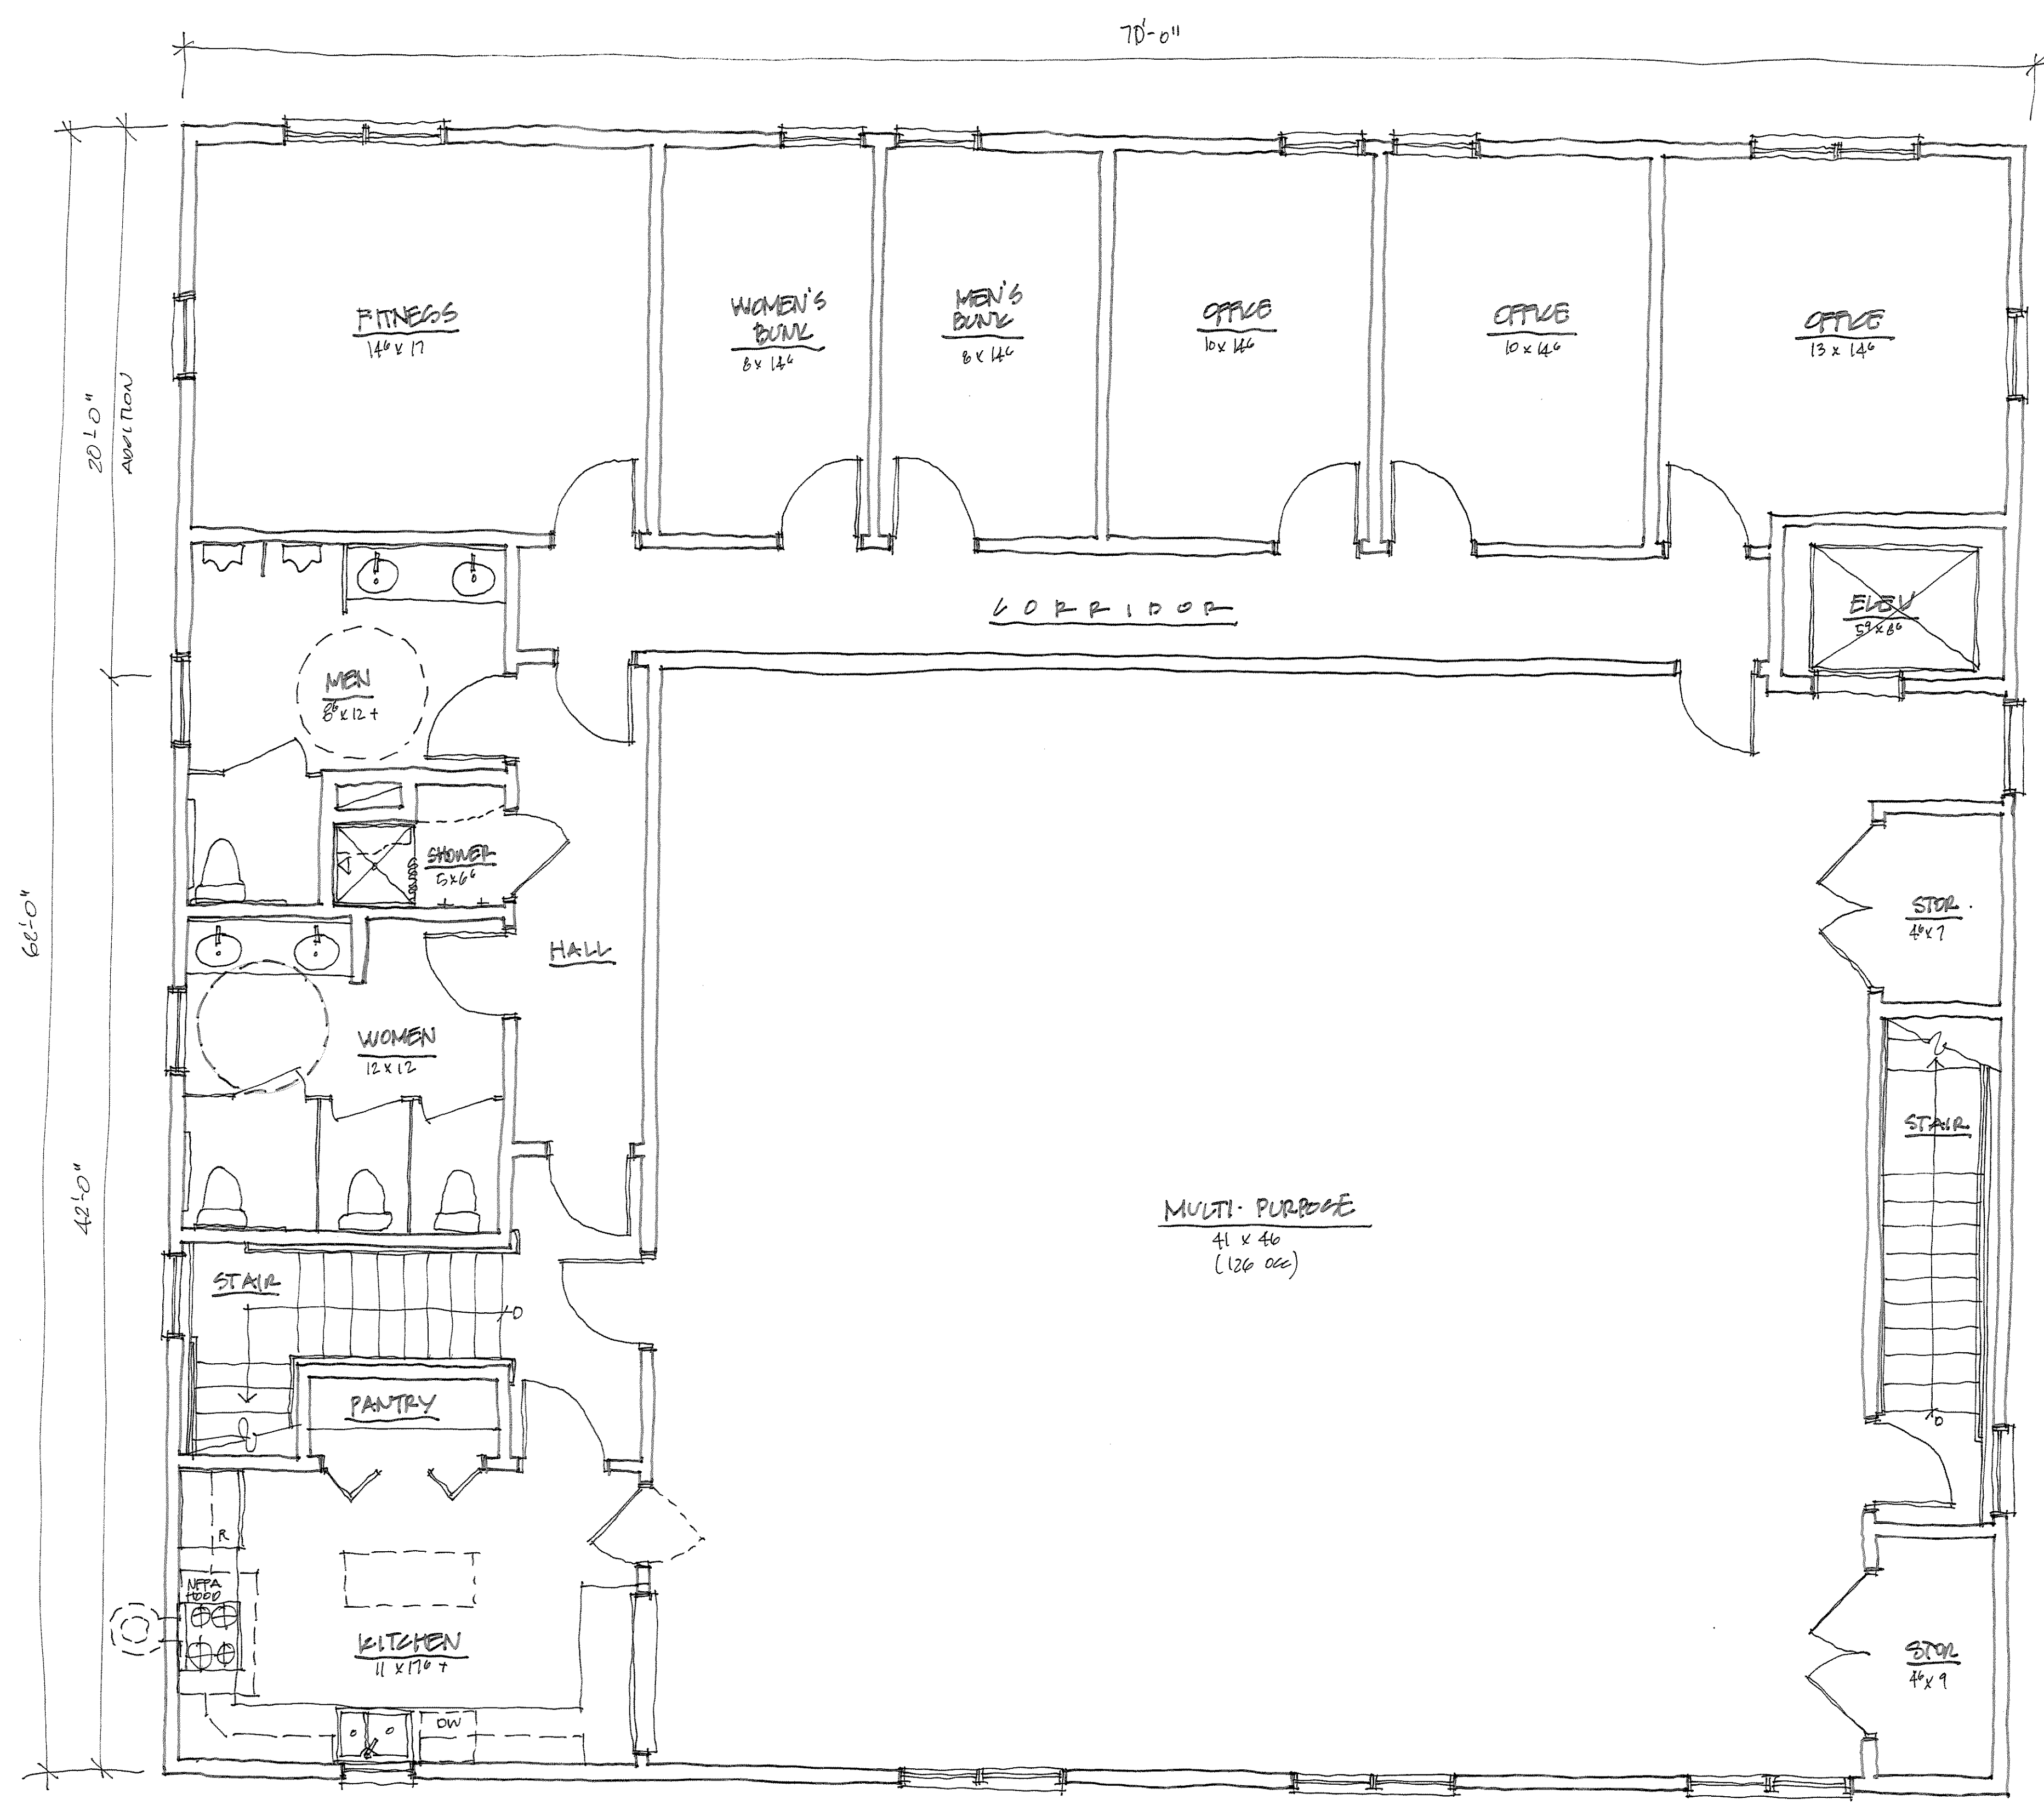 70'-0"
FITNESS
14⁶ x 17
WOMEN'S
BUNK
8 x 14⁶
MEN'S
BUNK
8 x 14⁶
OFFICE
10 x 14⁶
OFFICE
10 x 14⁶
OFFICE
13 x 14⁶
20'-0"
ADDITION
CORRIDOR
ELEV
5⁹ x 8⁶
MEN
8⁶ x 12 +
SHOWER
5 x 6⁶
STOR.
4⁶ x 7
62'-0"
HALL
WOMEN
12 x 12
STAIR
42'-0"
MULTI-PURPOSE
41 x 46
(126 OCC)
STAIR
D
PANTRY
D
R
NFPA
HOOD
KITCHEN
11 x 17⁶ +
STOR
4⁶ x 9
DW